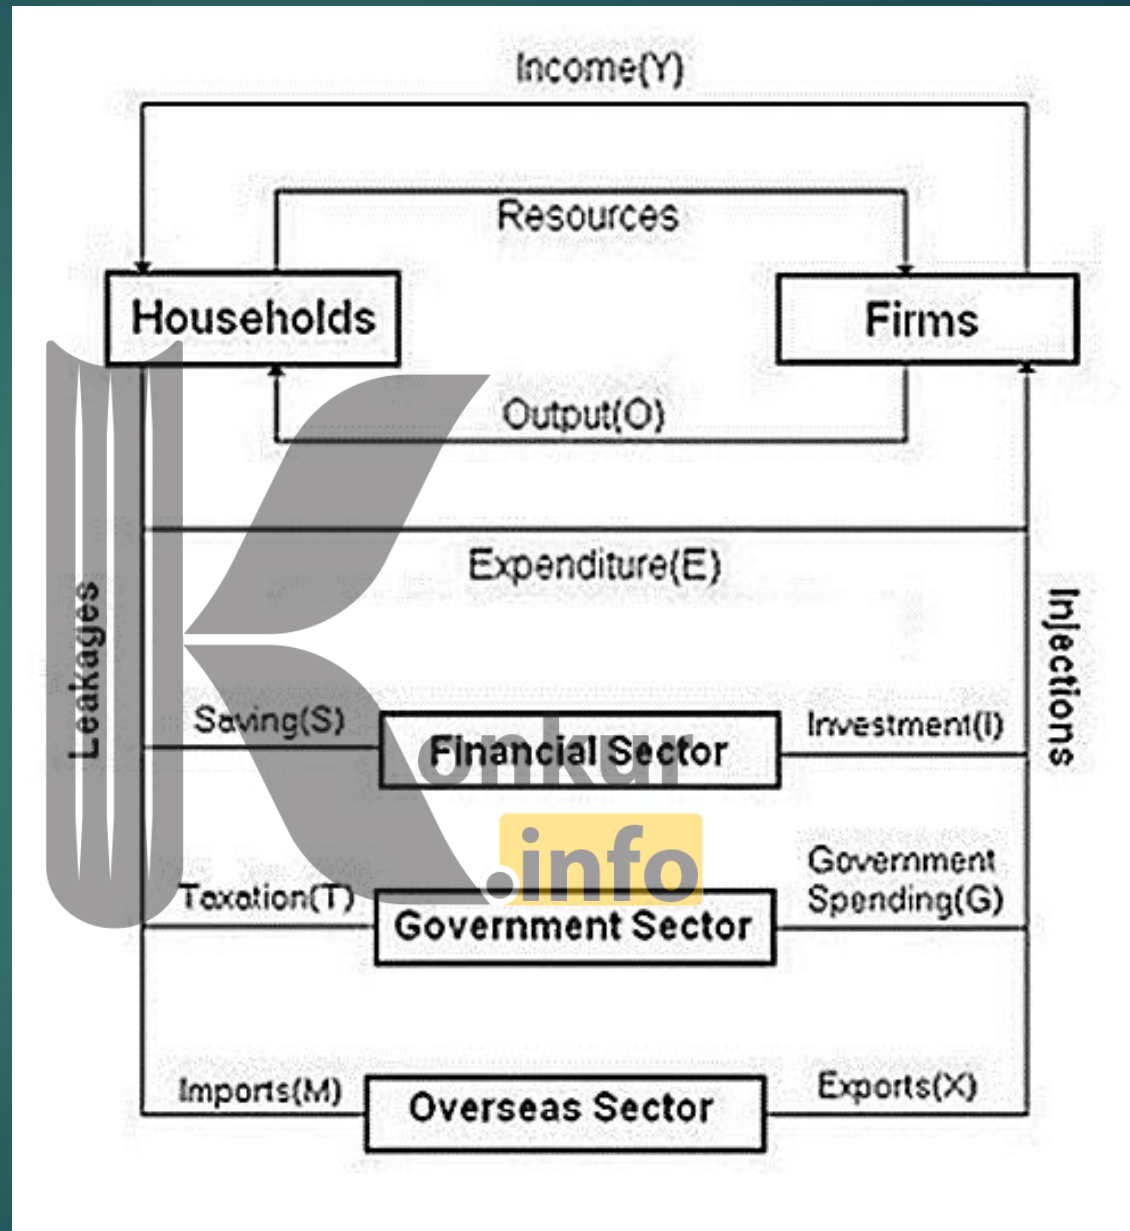 Income(Y)
Resources
Households
Firms
Output(O)
Expenditure(E)
Leakages
Injections
Saving(S)
Financial Sector
Investment(I)
onkur
.info
Taxation(T)
Government Sector
Government
Spending(G)
Imports(M)
Overseas Sector
Exports(X)